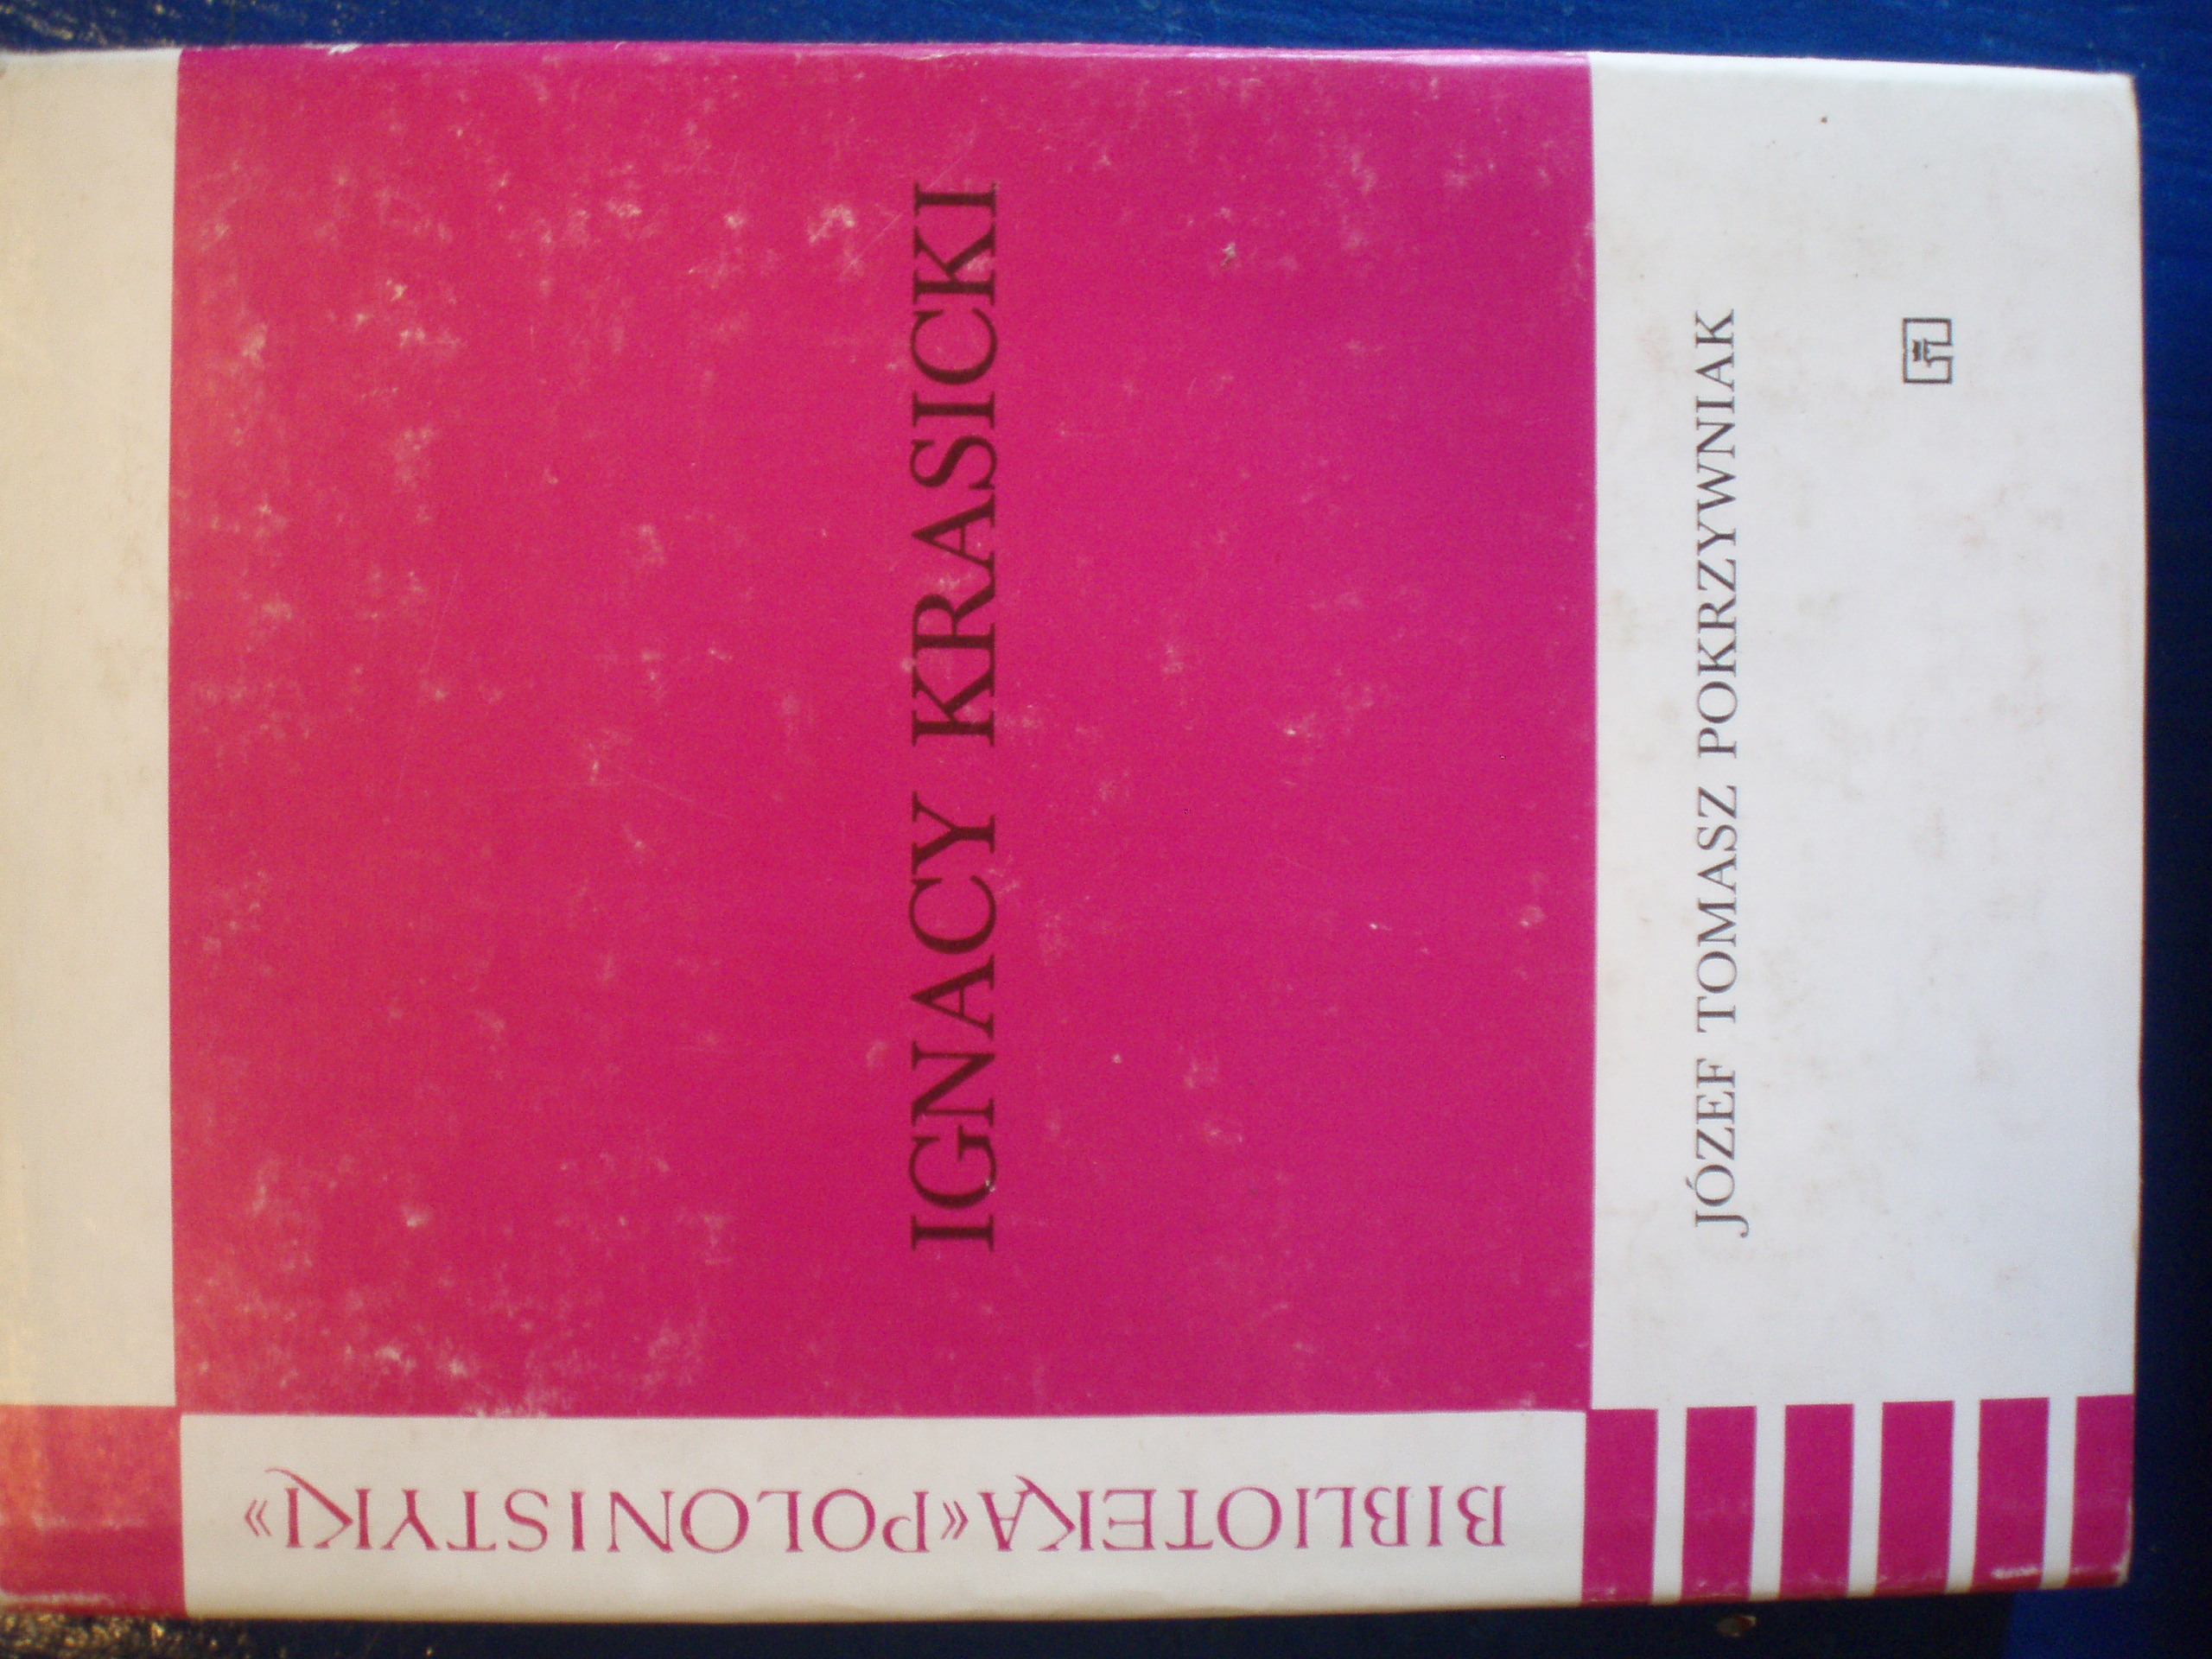 IGNACY KRASICKI
JÓZEF TOMASZ POKRZYWNIAK
BIBLIOTEKA «POLONISTYKI»